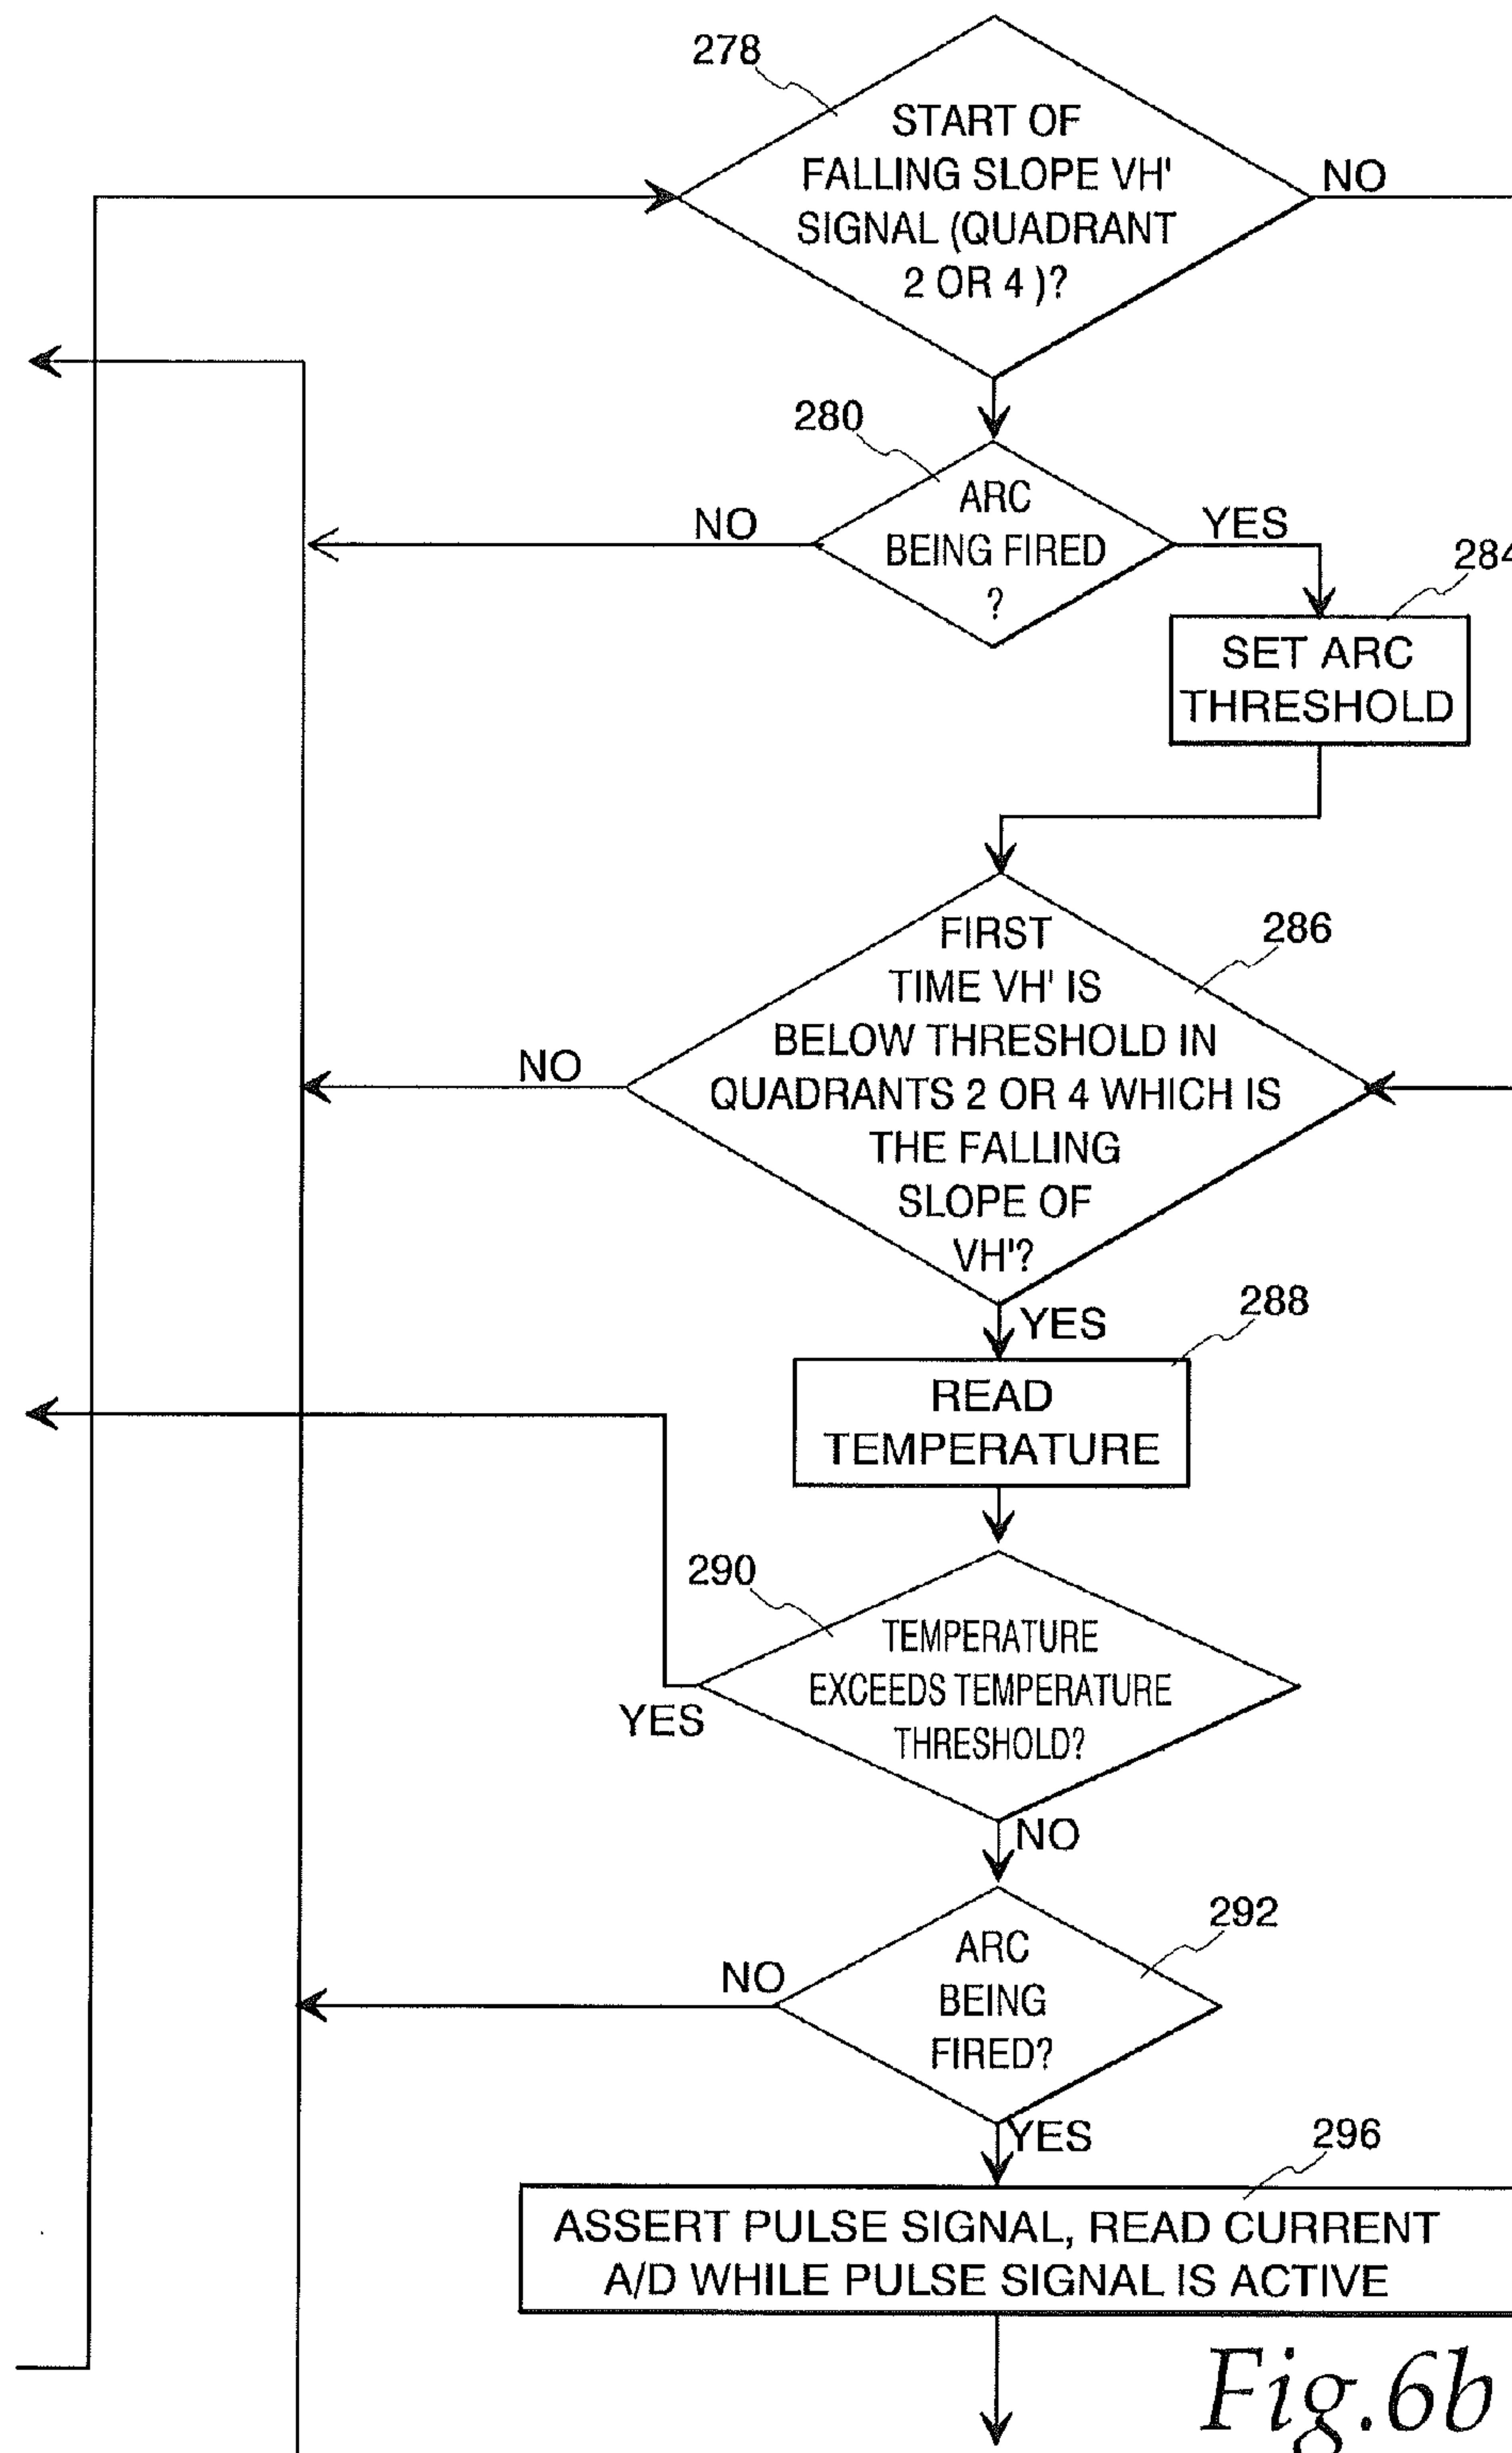 278
START OF
FALLING SLOPE VH'
SIGNAL (QUADRANT
2 OR 4 )?
NO
280
ARC
BEING FIRED
?
NO
YES
284
SET ARC
THRESHOLD
286
FIRST
TIME VH' IS
BELOW THRESHOLD IN
QUADRANTS 2 OR 4 WHICH IS
THE FALLING
SLOPE OF
VH'?
NO
YES
288
READ
TEMPERATURE
290
TEMPERATURE
EXCEEDS TEMPERATURE
THRESHOLD?
YES
NO
292
ARC
BEING
FIRED?
NO
YES
296
ASSERT PULSE SIGNAL, READ CURRENT
A/D WHILE PULSE SIGNAL IS ACTIVE
Fig.6b